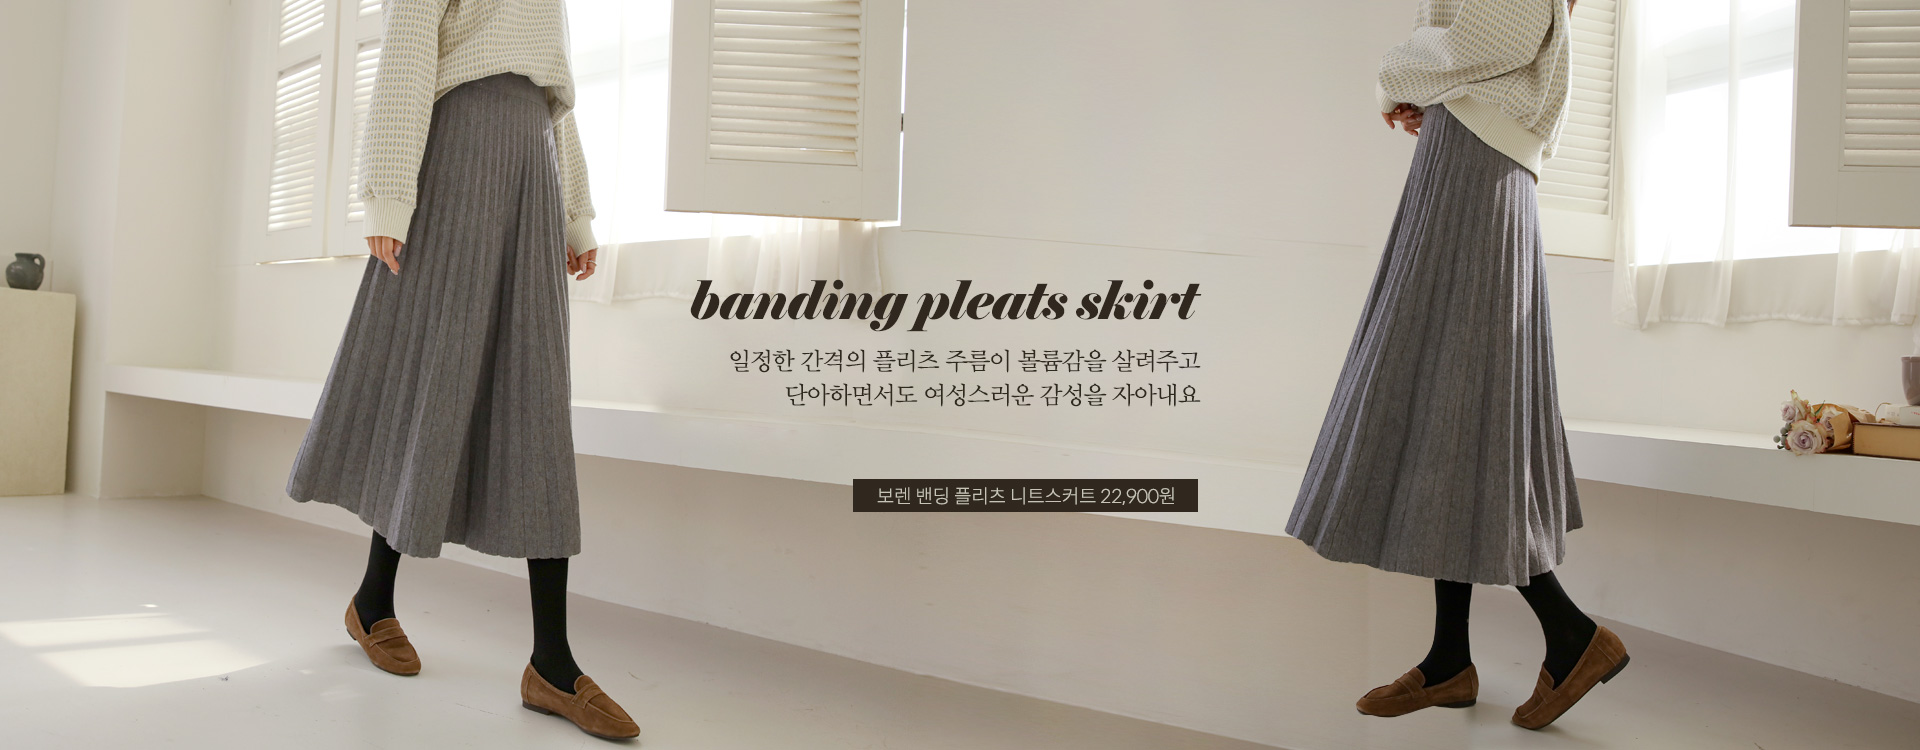 banding pleats skirt
일정한 간격의 플리츠 주름이 볼륨감을 살려주고
단아하면서도 여성스러운 감성을 자아내요
보렌 밴딩 플리츠 니트스커트 22,900원